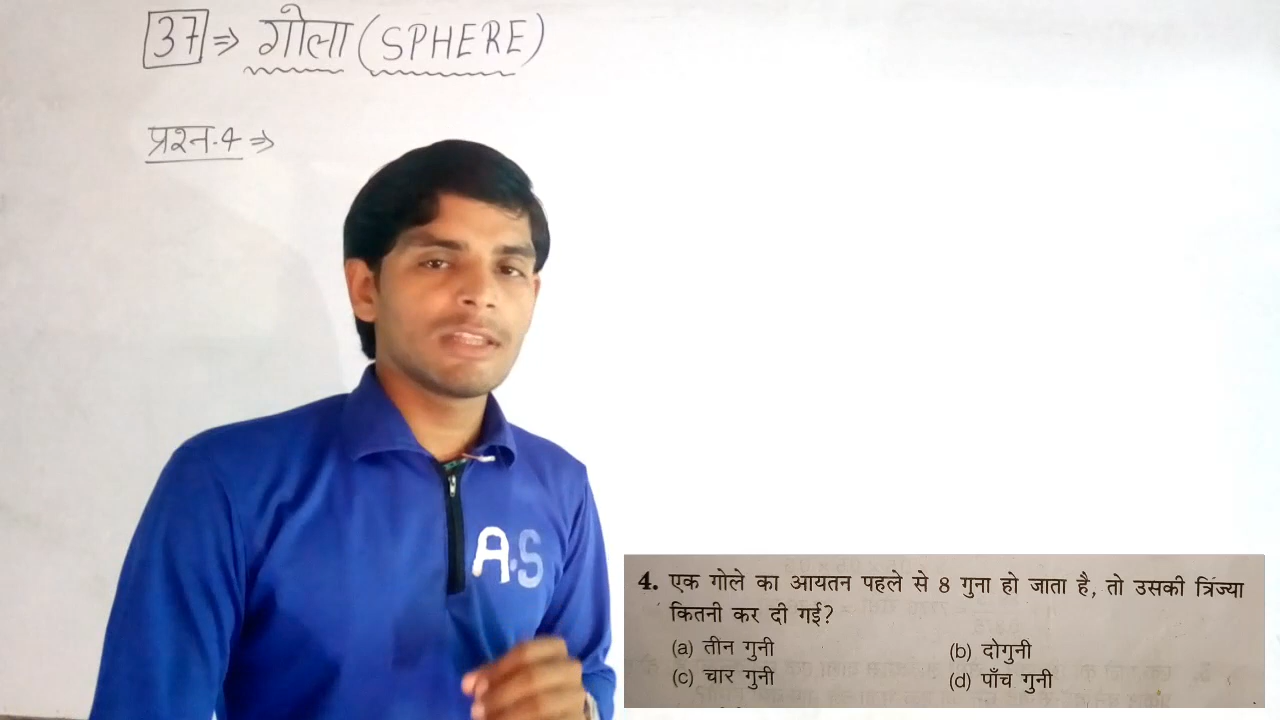 37 ⇒ गोला (SPHERE)
प्रश्न.4 ⇒
A.S
4. एक गोले का आयतन पहले से 8 गुना हो जाता है, तो उसकी त्रिज्या
कितनी कर दी गई?
(a) तीन गुनी (b) दोगुनी
(c) चार गुनी (d) पाँच गुनी